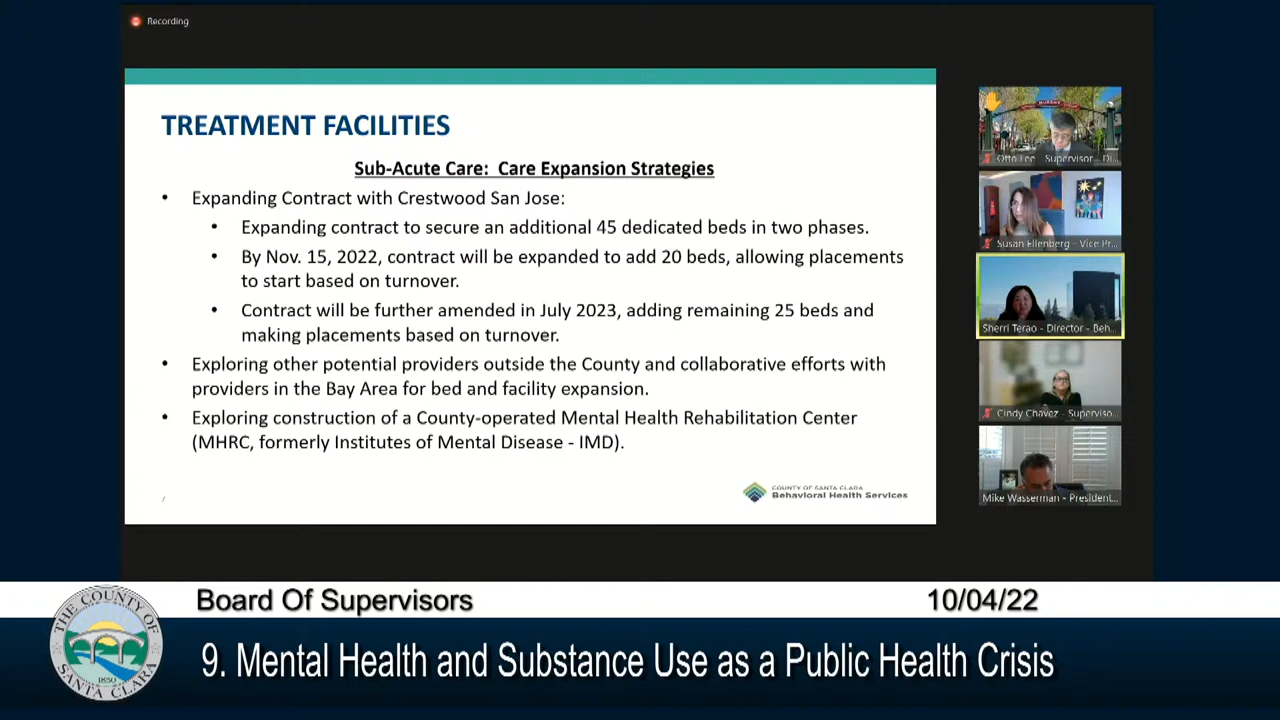 Recording
TREATMENT FACILITIES
Sub-Acute Care: Care Expansion Strategies
• Expanding Contract with Crestwood San Jose:
• Expanding contract to secure an additional 45 dedicated beds in two phases.
• By Nov. 15, 2022, contract will be expanded to add 20 beds, allowing placements
to start based on turnover.
• Contract will be further amended in July 2023, adding remaining 25 beds and
making placements based on turnover.
• Exploring other potential providers outside the County and collaborative efforts with
providers in the Bay Area for bed and facility expansion.
• Exploring construction of a County-operated Mental Health Rehabilitation Center
(MHRC, formerly Institutes of Mental Disease - IMD).
COUNTY OF SANTA CLARA
Behavioral Health Services
Otto Lee - Supervisor - Di...
Susan Ellenberg - Vice Pr...
Sherri Terao - Director - Beh...
Cindy Chavez - Superviso...
Mike Wasserman - President...
Board Of Supervisors
10/04/22
THE COUNTY OF
SANTA CLARA
1850
9. Mental Health and Substance Use as a Public Health Crisis